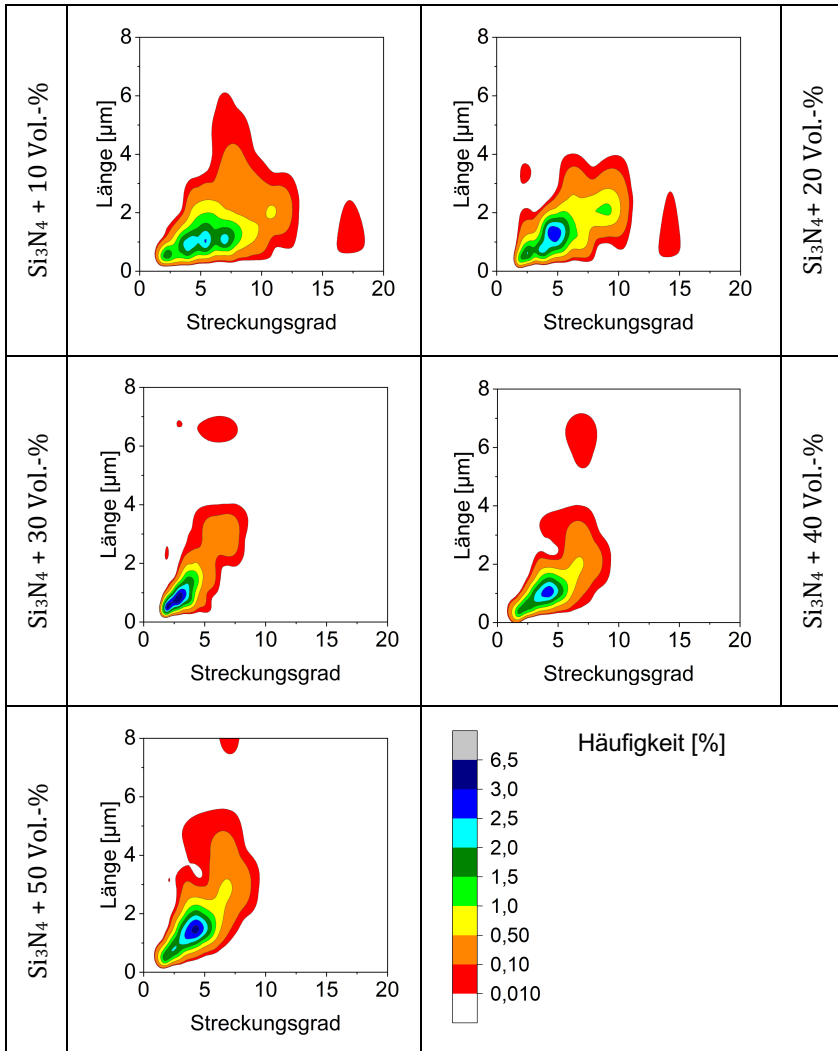 Si₃N₄ + 10 Vol.-%
8
6
4
2
0
Länge [µm]
0 5 10 15 20
Streckungsgrad
8
6
4
2
0
Länge [µm]
0 5 10 15 20
Streckungsgrad
Si₃N₄+ 20 Vol.-%
Si₃N₄ + 30 Vol.-%
8
6
4
2
0
Länge [µm]
0 5 10 15 20
Streckungsgrad
8
6
4
2
0
Länge [µm]
0 5 10 15 20
Streckungsgrad
Si₃N₄ + 40 Vol.-%
Si₃N₄ + 50 Vol.-%
8
6
4
2
0
Länge [µm]
0 5 10 15 20
Streckungsgrad
Häufigkeit [%]
6,5
3,0
2,5
2,0
1,5
1,0
0,50
0,10
0,010